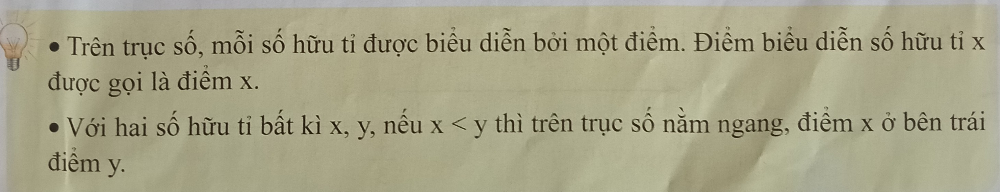 • Trên trục số, mỗi số hữu tỉ được biểu diễn bởi một điểm. Điểm biểu diễn số hữu tỉ x
được gọi là điểm x.
• Với hai số hữu tỉ bất kì x, y, nếu x < y thì trên trục số nằm ngang, điểm x ở bên trái
điểm y.